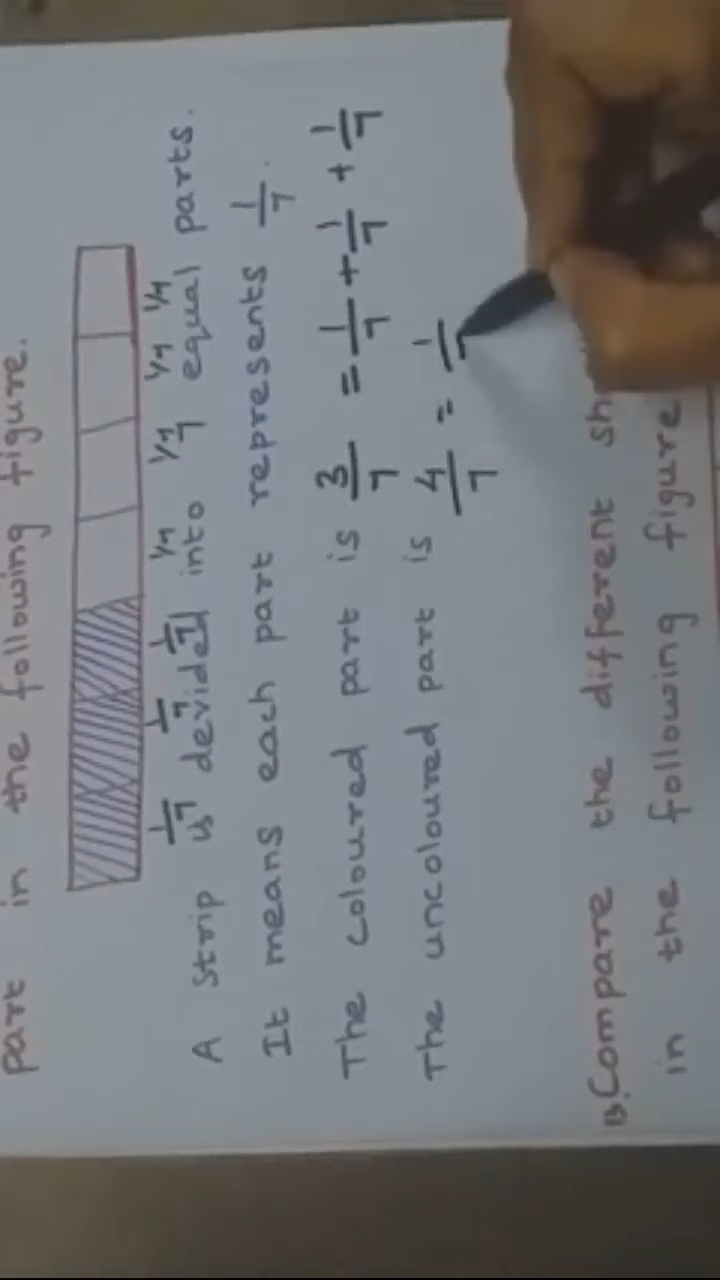 part in the following figure.
1/7 1/7 1/7 1/7 1/7 1/7 1/7
A strip is devided into 7 equal parts.
It means each part represents 1/7.
The coloured part is 3/7 = 1/7 + 1/7 + 1/7
The uncoloured part is 4/7 = 1/7
B. Compare the different
in the following figure